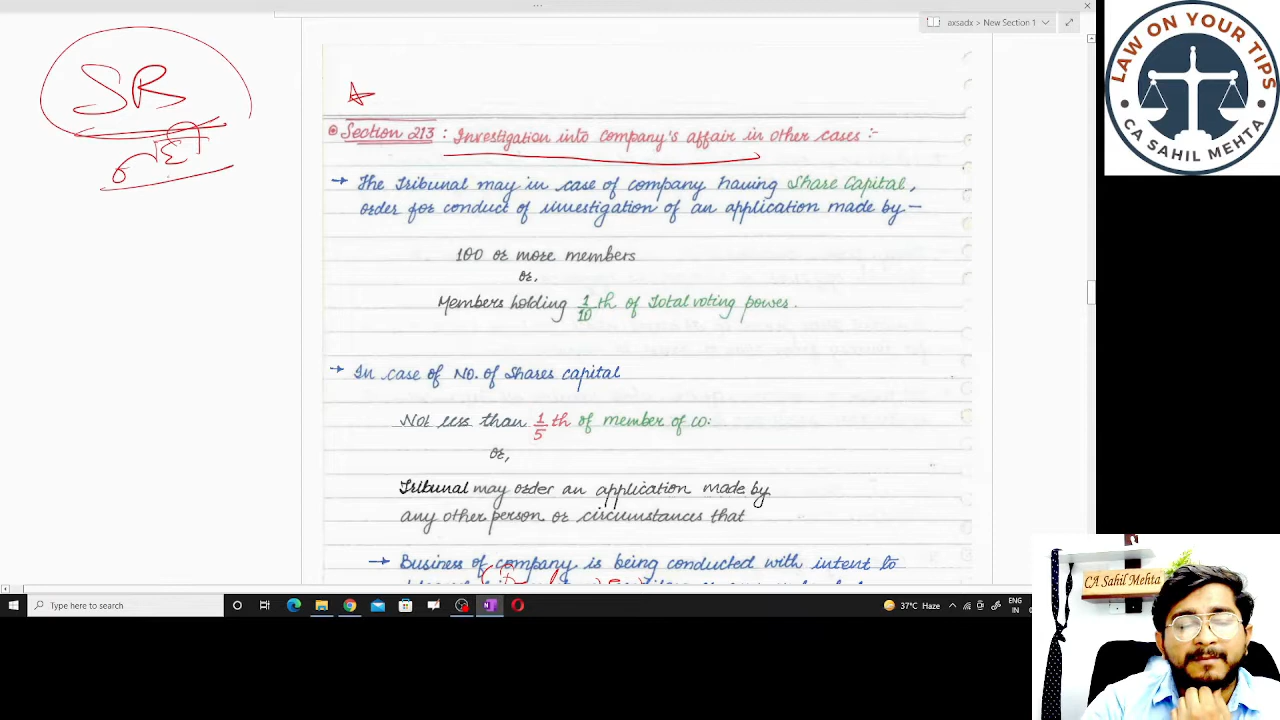 axsadx > New Section 1
SR
नही
Section 213 : Investigation into company's affair in other cases :-
→ The Tribunal may in case of company having Share Capital,
order for conduct of investigation of an application made by -
100 or more members
or,
Members holding 1/10 th of Total voting power.
→ In case of No. of Shares capital
Not less than 1/5 th of member of co:
or,
Tribunal may order an application made by
any other person or circumstances that
→ Business of company is being conducted with intent to
LAW ON YOUR TIPS
CA SAHIL MEHTA
CA Sahil Mehta
Type here to search
37°C Haze
ENG
IN